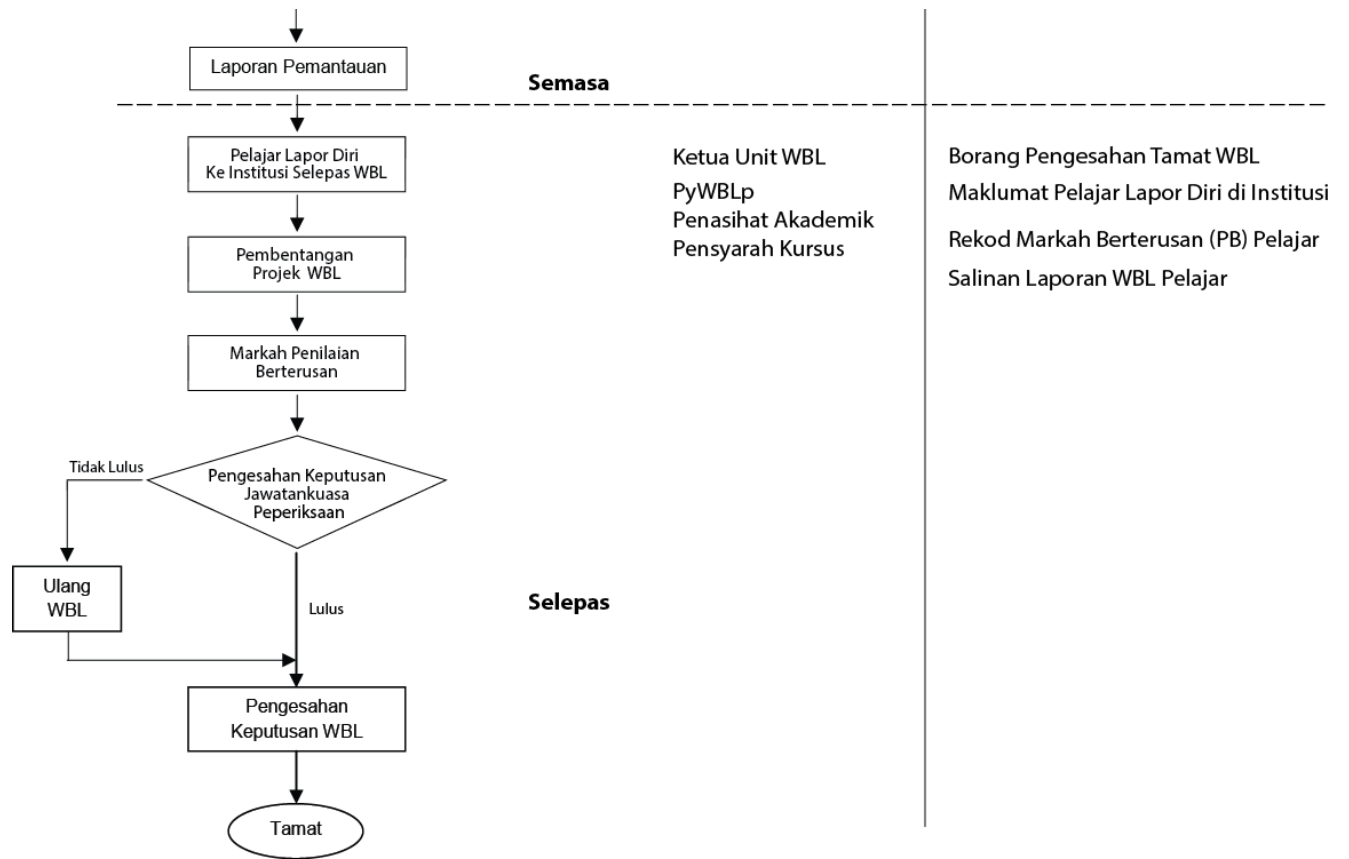 Laporan Pemantauan
Semasa
Pelajar Lapor Diri
Ke Institusi Selepas WBL
Ketua Unit WBL
PyWBLp
Penasihat Akademik
Pensyarah Kursus
Borang Pengesahan Tamat WBL
Maklumat Pelajar Lapor Diri di Institusi
Rekod Markah Berterusan (PB) Pelajar
Salinan Laporan WBL Pelajar
Pembentangan
Projek WBL
Markah Penilaian
Berterusan
Pengesahan Keputusan
Jawatankuasa
Peperiksaan
Tidak Lulus
Ulang
WBL
Lulus
Selepas
Pengesahan
Keputusan WBL
Tamat